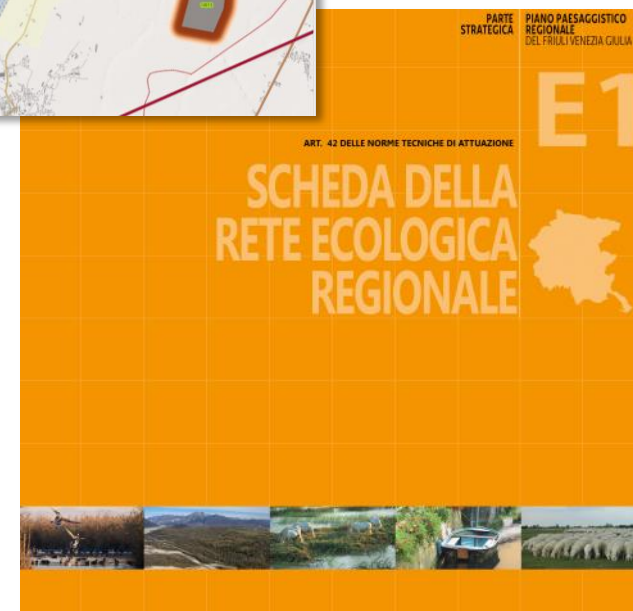 PARTE
STRATEGICA
PIANO PAESAGGISTICO
REGIONALE
DEL FRIULI VENEZIA GIULIA
E1
ART. 42 DELLE NORME TECNICHE DI ATTUAZIONE
SCHEDA DELLA
RETE ECOLOGICA
REGIONALE